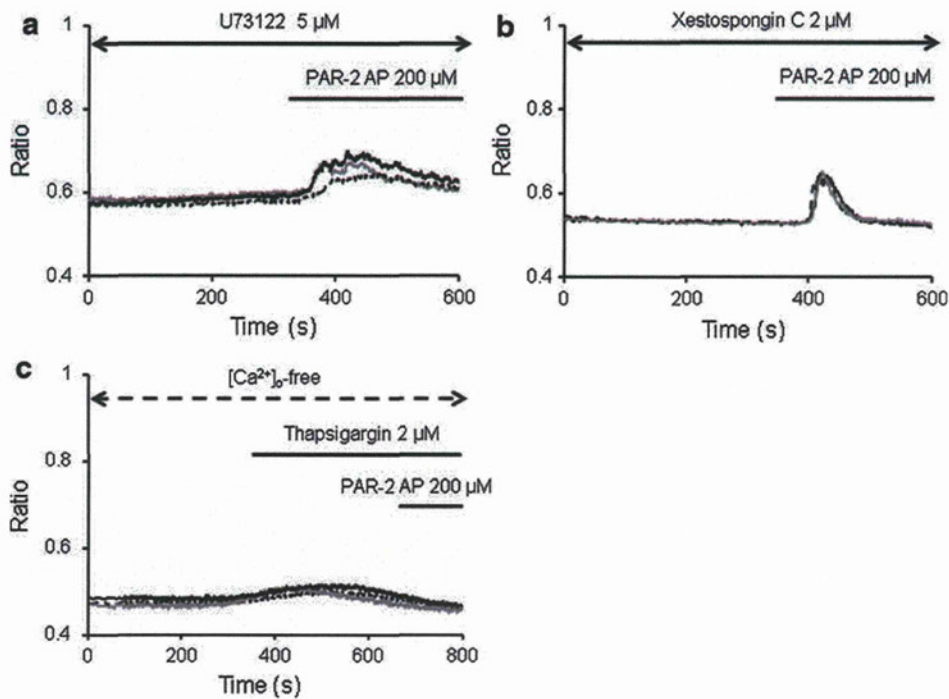 a
U73122 5 µM
PAR-2 AP 200 µM
1
0.8
0.6
0.4
Ratio
0
200
400
600
Time (s)
b
Xestospongin C 2 µM
PAR-2 AP 200 µM
1
0.8
0.6
0.4
Ratio
0
200
400
600
Time (s)
c
[Ca²⁺]ₒ-free
Thapsigargin 2 µM
PAR-2 AP 200 µM
1
0.8
0.6
0.4
Ratio
0
200
400
600
800
Time (s)